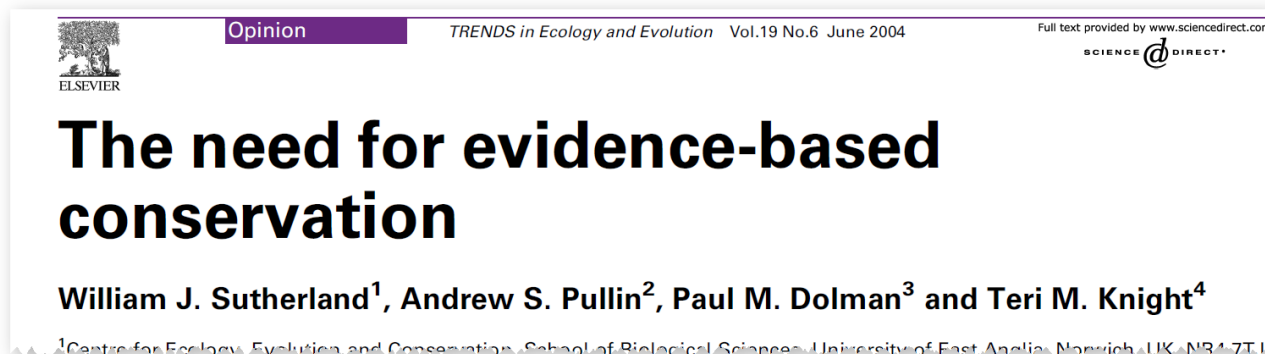 Opinion
TRENDS in Ecology and Evolution Vol.19 No.6 June 2004
Full text provided by www.sciencedirect.com
SCIENCE DIRECT•
ELSEVIER
The need for evidence-based
conservation
William J. Sutherland1, Andrew S. Pullin2, Paul M. Dolman3 and Teri M. Knight4
1Centre for Ecology, Evolution and Conservation, School of Biological Sciences, University of East Anglia, Norwich, UK, NR4 7TJ